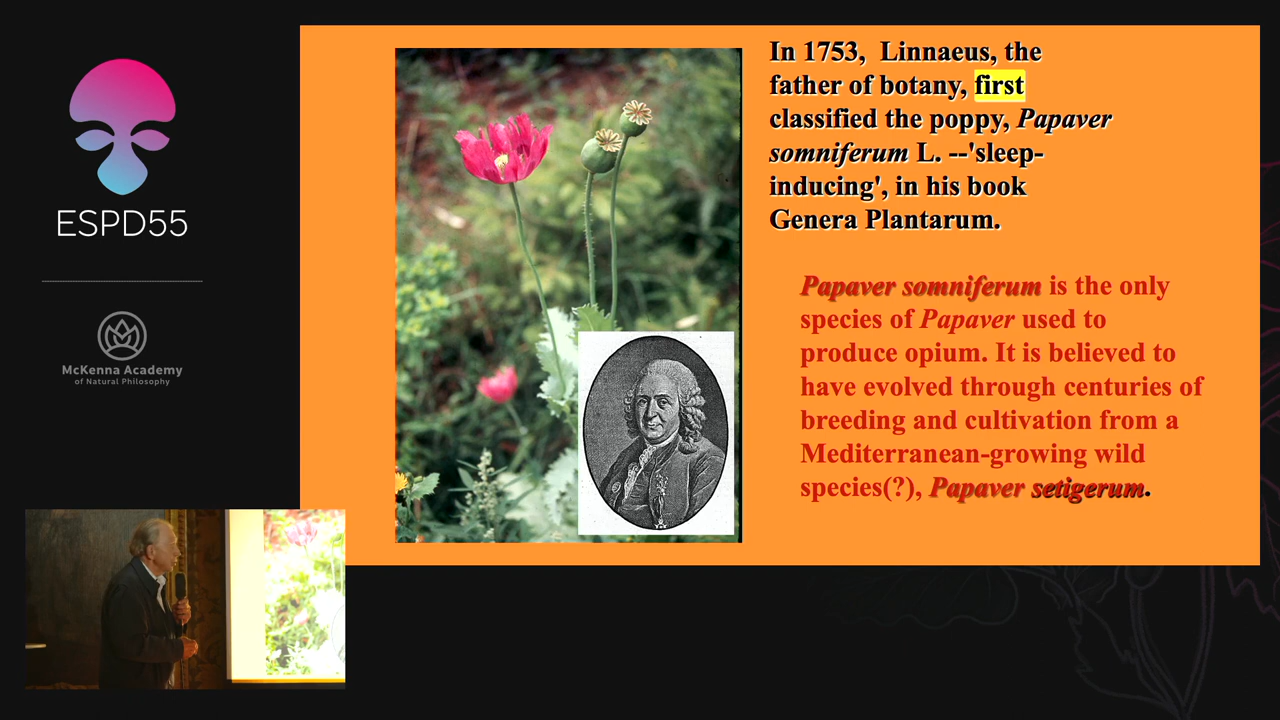 ESPD55
McKenna Academy
of Natural Philosophy
In 1753, Linnaeus, the
father of botany, first
classified the poppy, Papaver
somniferum L. --'sleep-
inducing', in his book
Genera Plantarum.
Papaver somniferum is the only
species of Papaver used to
produce opium. It is believed to
have evolved through centuries of
breeding and cultivation from a
Mediterranean-growing wild
species(?), Papaver setigerum.